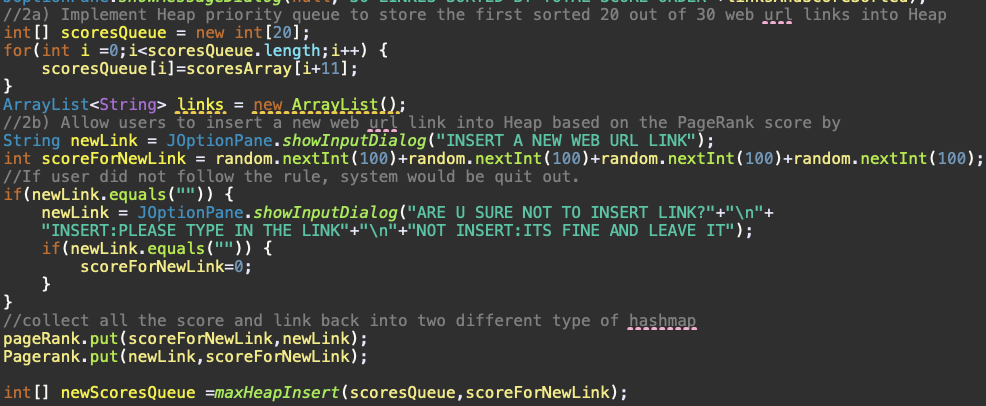 //2a) Implement Heap priority queue to store the first sorted 20 out of 30 web url links into Heap
int[] scoresQueue = new int[20];
for(int i =0;i<scoresQueue.length;i++) {
scoresQueue[i]=scoresArray[i+11];
}
ArrayList<String> links = new ArrayList();
//2b) Allow users to insert a new web url link into Heap based on the PageRank score by
String newLink = JOptionPane.showInputDialog("INSERT A NEW WEB URL LINK");
int scoreForNewLink = random.nextInt(100)+random.nextInt(100)+random.nextInt(100)+random.nextInt(100);
//If user did not follow the rule, system would be quit out.
if(newLink.equals("")) {
newLink = JOptionPane.showInputDialog("ARE U SURE NOT TO INSERT LINK?"+"\n"+
"INSERT:PLEASE TYPE IN THE LINK"+"\n"+"NOT INSERT:ITS FINE AND LEAVE IT");
if(newLink.equals("")) {
scoreForNewLink=0;
}
}
//collect all the score and link back into two different type of hashmap
pageRank.put(scoreForNewLink,newLink);
Pagerank.put(newLink,scoreForNewLink);
int[] newScoresQueue =maxHeapInsert(scoresQueue,scoreForNewLink);